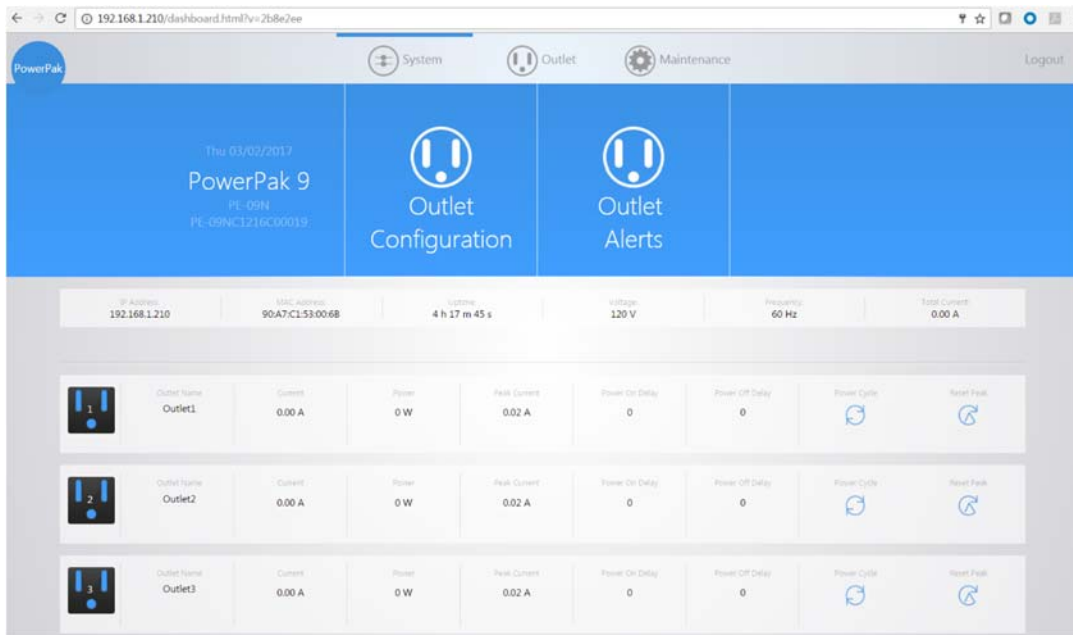 192.168.1.210/dashboard.html?v=2b8e2ee
PowerPak
System
Outlet
Maintenance
Logout
Thu 03/02/2017
PowerPak 9
PE-09N
PE-09NC1216C00019
Outlet
Configuration
Outlet
Alerts
IP Address
MAC Address
Uptime
Voltage
Frequency
Total Current
192.168.1.210
90:A7:C1:53:00:6B
4 h 17 m 45 s
120 V
60 Hz
0.00 A
Outlet Name
Current
Power
Peak Current
Power On Delay
Power Off Delay
Power Cycle
Reset Peak
1
Outlet1
0.00 A
0 W
0.02 A
0
0
Outlet Name
Current
Power
Peak Current
Power On Delay
Power Off Delay
Power Cycle
Reset Peak
2
Outlet2
0.00 A
0 W
0.02 A
0
0
Outlet Name
Current
Power
Peak Current
Power On Delay
Power Off Delay
Power Cycle
Reset Peak
3
Outlet3
0.00 A
0 W
0.02 A
0
0